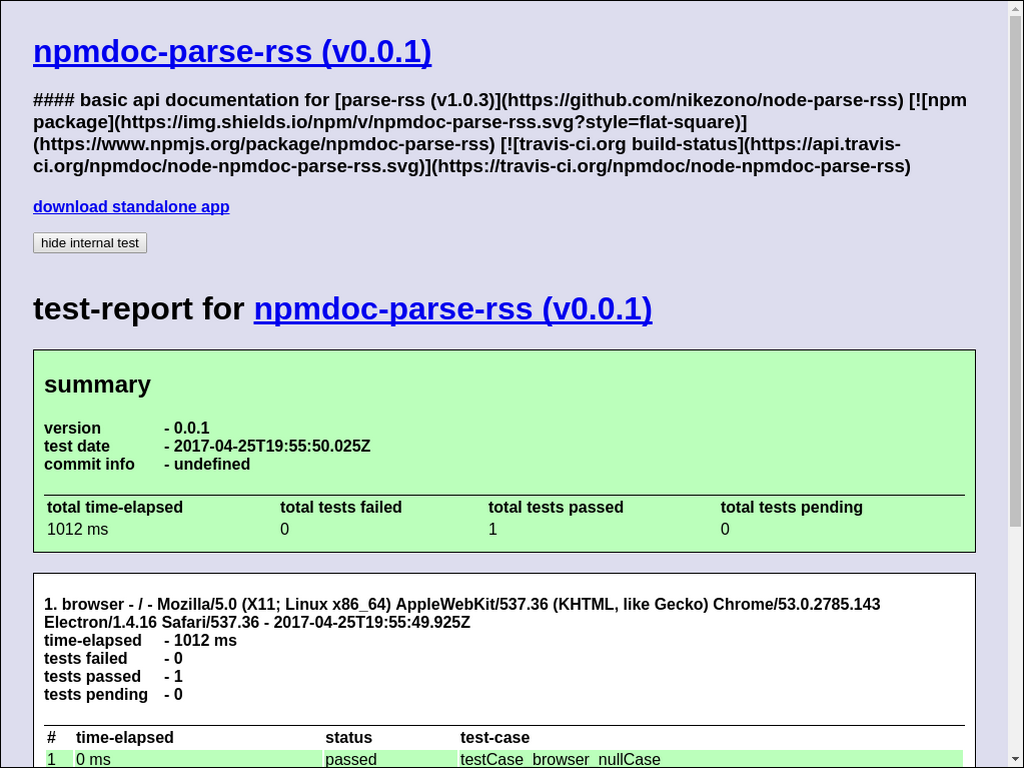 npmdoc-parse-rss (v0.0.1)
#### basic api documentation for [parse-rss (v1.0.3)](https://github.com/nikezono/node-parse-rss) [![npm
package](https://img.shields.io/npm/v/npmdoc-parse-rss.svg?style=flat-square)]
(https://www.npmjs.org/package/npmdoc-parse-rss) [![travis-ci.org build-status](https://api.travis-
ci.org/npmdoc/node-npmdoc-parse-rss.svg)](https://travis-ci.org/npmdoc/node-npmdoc-parse-rss)
download standalone app
hide internal test
test-report for npmdoc-parse-rss (v0.0.1)
summary
version - 0.0.1
test date - 2017-04-25T19:55:50.025Z
commit info - undefined
total time-elapsed total tests failed total tests passed total tests pending
1012 ms 0 1 0
1. browser - / - Mozilla/5.0 (X11; Linux x86_64) AppleWebKit/537.36 (KHTML, like Gecko) Chrome/53.0.2785.143
Electron/1.4.16 Safari/537.36 - 2017-04-25T19:55:49.925Z
time-elapsed - 1012 ms
tests failed - 0
tests passed - 1
tests pending - 0
# time-elapsed status test-case
1 0 ms passed testCase_browser_nullCase